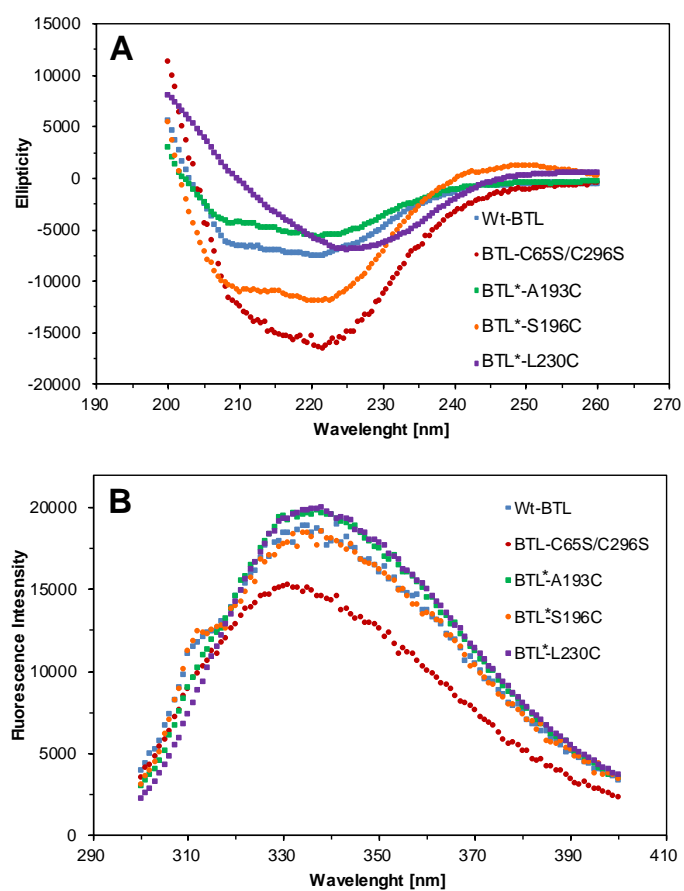 A
15000
10000
5000
0
-5000
-10000
-15000
-20000
Ellipticity
190 200 210 220 230 240 250 260 270
Wavelenght [nm]
Wt-BTL
BTL-C65S/C296S
BTL*-A193C
BTL*-S196C
BTL*-L230C
B
20000
15000
10000
5000
0
Fluorescence Intesnsity
290 310 330 350 370 390 410
Wavelenght [nm]
Wt-BTL
BTL-C65S/C296S
BTL*-A193C
BTL*S196C
BTL*-L230C